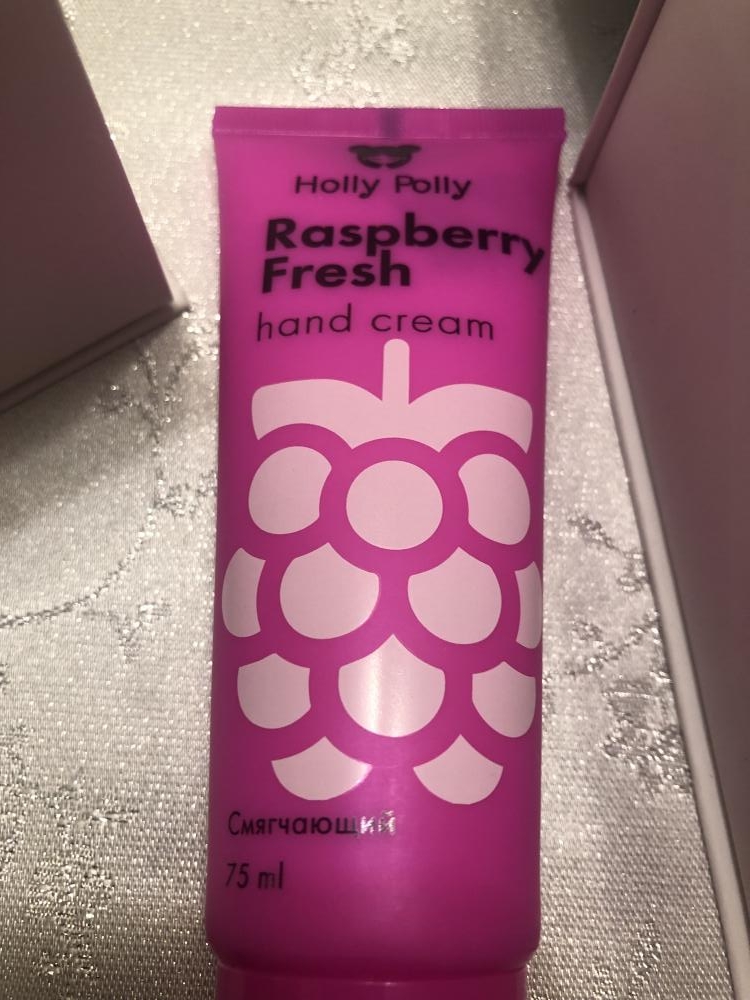 Holly Polly
Raspberry
Fresh
hand cream
Смягчающий
75 ml